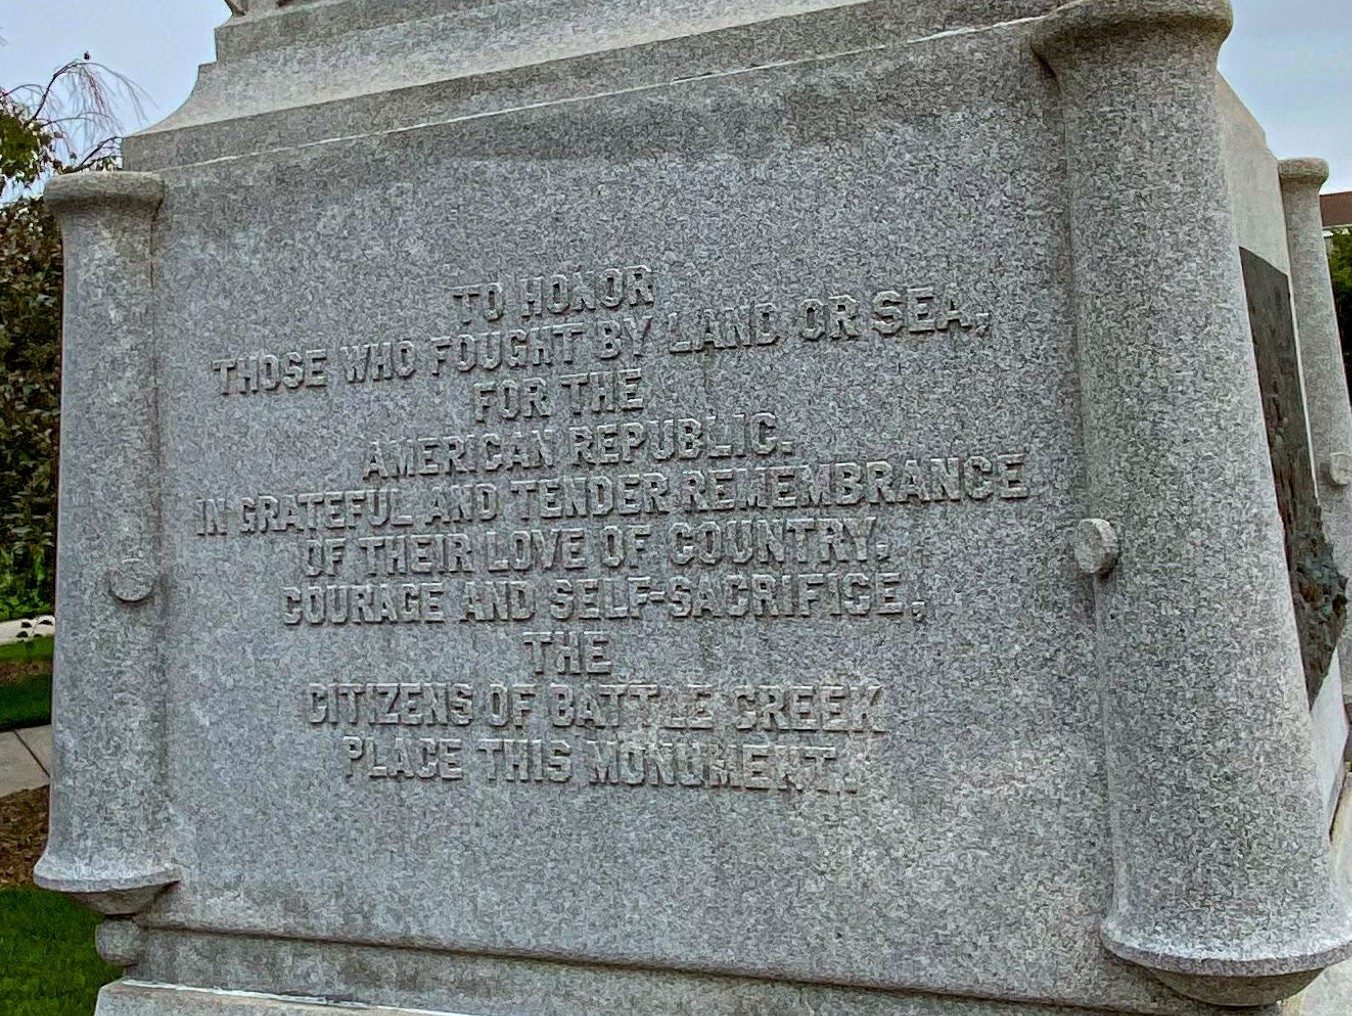 TO HONOR
THOSE WHO FOUGHT BY LAND OR SEA,
FOR THE
AMERICAN REPUBLIC.
IN GRATEFUL AND TENDER REMEMBRANCE
OF THEIR LOVE OF COUNTRY,
COURAGE AND SELF-SACRIFICE,
THE
CITIZENS OF BATTLE CREEK
PLACE THIS MONUMENT.